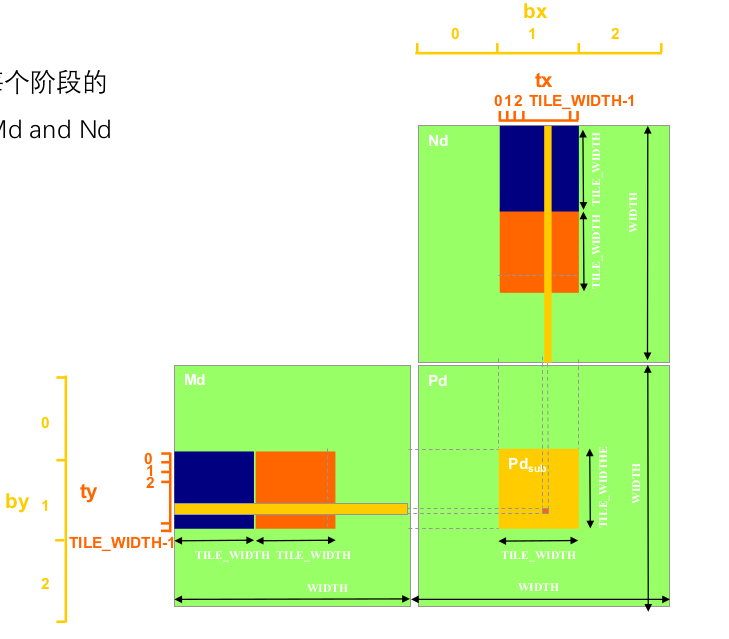 bx
0 1 2
个阶段的
tx
0 1 2 TILE_WIDTH-1
Md and Nd
Nd
TILE_WIDTH
WIDTH
TILE_WIDTH
Md
Pd
0
0
1
2
Pd sub
TILE_WIDTHE
WIDTH
by
1
ty
TILE_WIDTH-1
TILE_WIDTH TILE_WIDTH
TILE_WIDTH
2
WIDTH
WIDTH